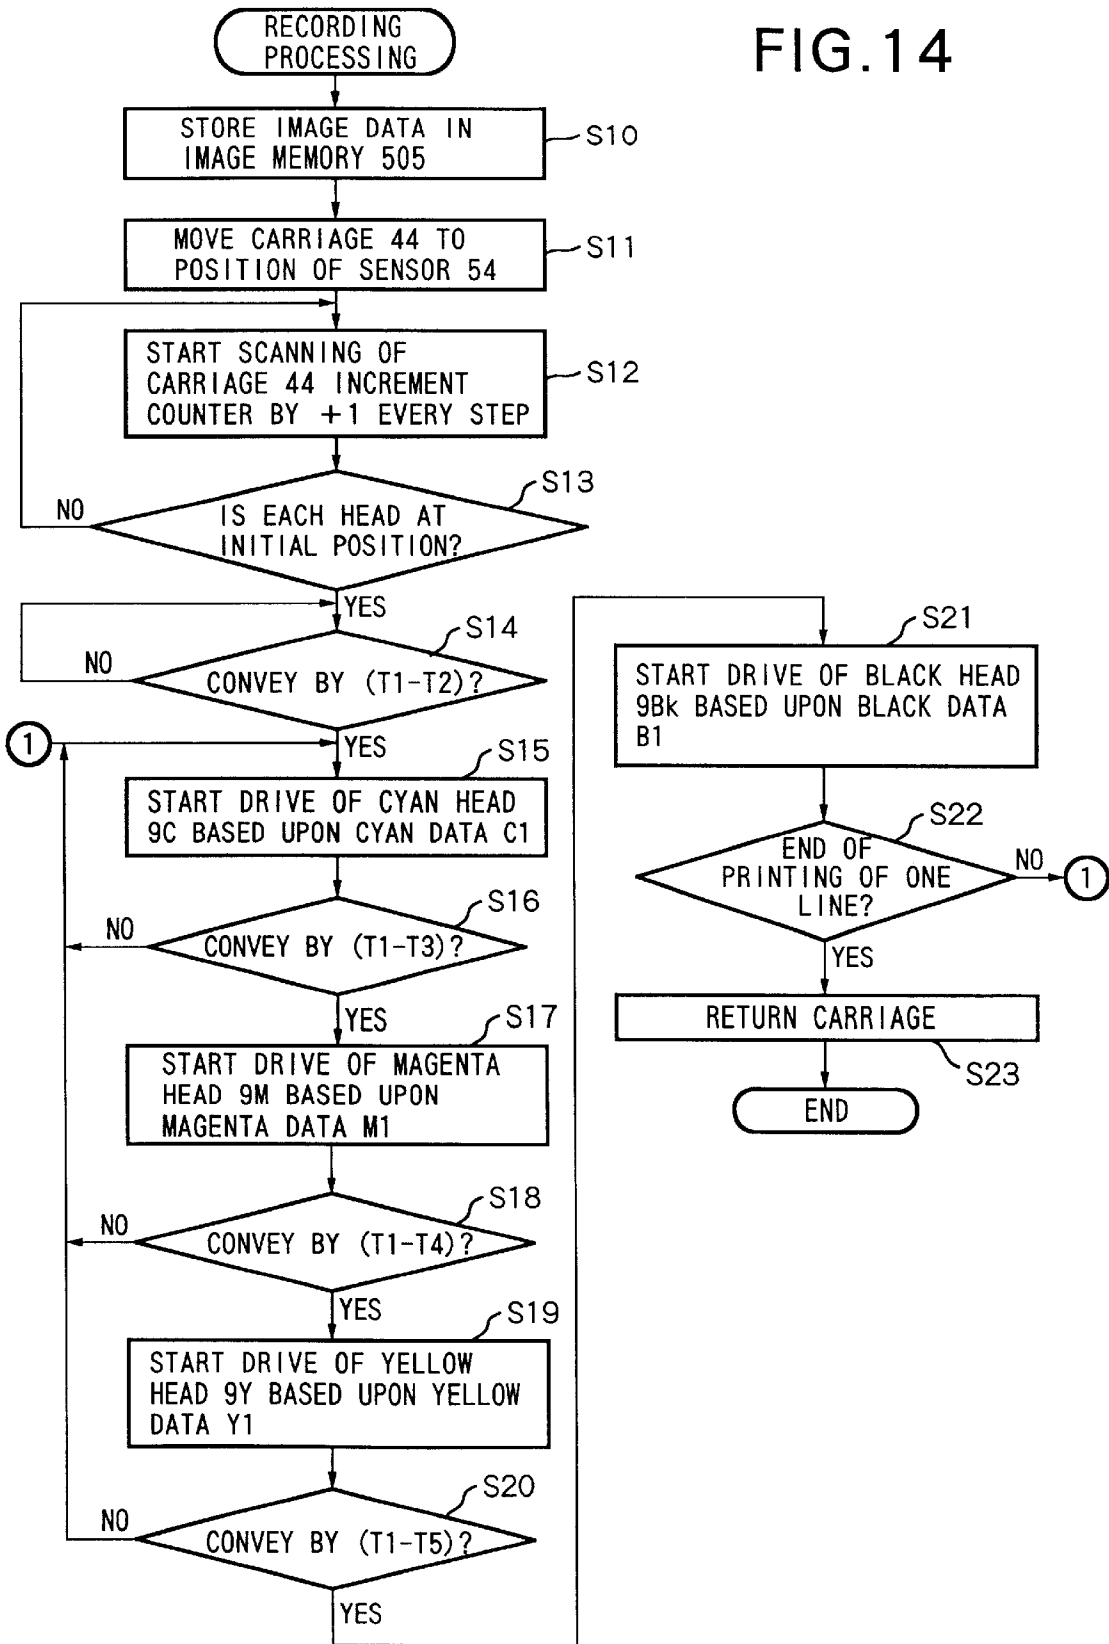 FIG.14
RECORDING
PROCESSING
STORE IMAGE DATA IN
IMAGE MEMORY 505
S10
MOVE CARRIAGE 44 TO
POSITION OF SENSOR 54
S11
START SCANNING OF
CARRIAGE 44 INCREMENT
COUNTER BY +1 EVERY STEP
S12
S13
NO
IS EACH HEAD AT
INITIAL POSITION?
YES
S14
NO
CONVEY BY (T1-T2)?
1
YES
S15
START DRIVE OF CYAN HEAD
9C BASED UPON CYAN DATA C1
S16
NO
CONVEY BY (T1-T3)?
YES
S17
START DRIVE OF MAGENTA
HEAD 9M BASED UPON
MAGENTA DATA M1
S18
NO
CONVEY BY (T1-T4)?
YES
S19
START DRIVE OF YELLOW
HEAD 9Y BASED UPON YELLOW
DATA Y1
S20
NO
CONVEY BY (T1-T5)?
YES
S21
START DRIVE OF BLACK HEAD
9Bk BASED UPON BLACK DATA
B1
S22
END OF
PRINTING OF ONE
LINE?
NO
1
YES
RETURN CARRIAGE
S23
END